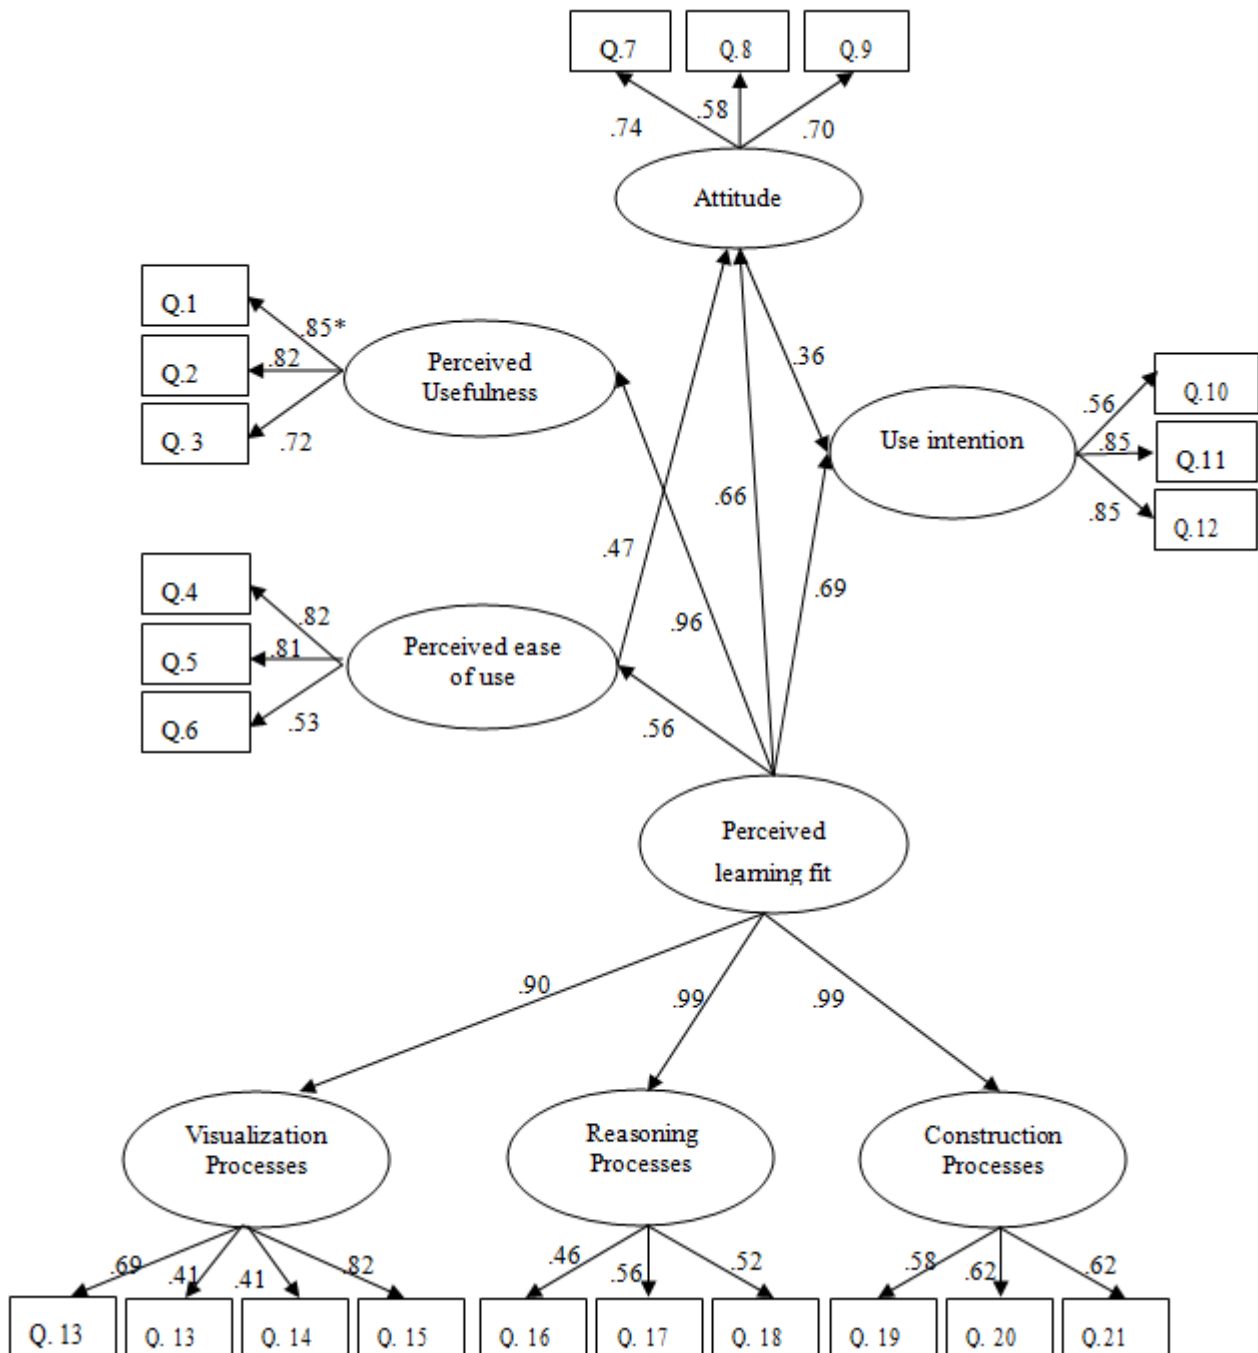 Q.7
Q.8
Q.9
.74
.58
.70
Attitude
Q.1
Q.2
Q. 3
.85*
.82
.72
Perceived
Usefulness
.36
Use intention
.56
.85
.85
Q.10
Q.11
Q.12
.47
.66
.96
.69
Q.4
Q.5
Q.6
.82
.81
.53
Perceived ease
of use
.56
Perceived
learning fit
.90
.99
.99
Visualization
Processes
Reasoning
Processes
Construction
Processes
.69
.41
.41
.82
.46
.56
.52
.58
.62
.62
Q. 13
Q. 13
Q. 14
Q. 15
Q. 16
Q. 17
Q. 18
Q. 19
Q. 20
Q.21